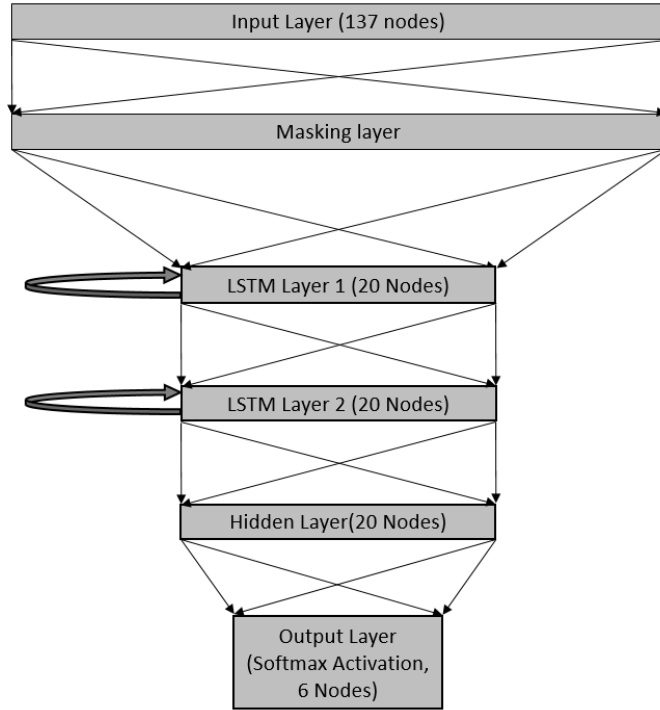 Input Layer (137 nodes)
Masking layer
LSTM Layer 1 (20 Nodes)
LSTM Layer 2 (20 Nodes)
Hidden Layer(20 Nodes)
Output Layer
(Softmax Activation,
6 Nodes)